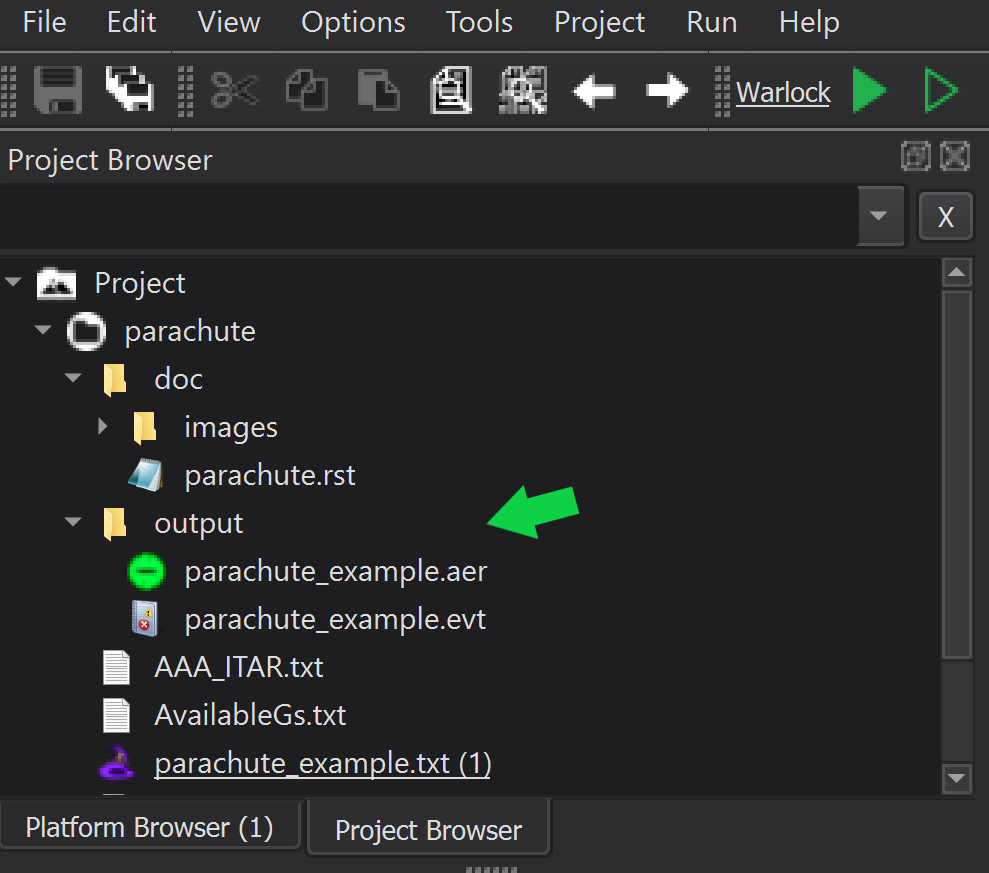 File Edit View Options Tools Project Run Help
Warlock
Project Browser
X
Project
parachute
doc
images
parachute.rst
output
parachute_example.aer
parachute_example.evt
AAA_ITAR.txt
AvailableGs.txt
parachute_example.txt (1)
Platform Browser (1) Project Browser